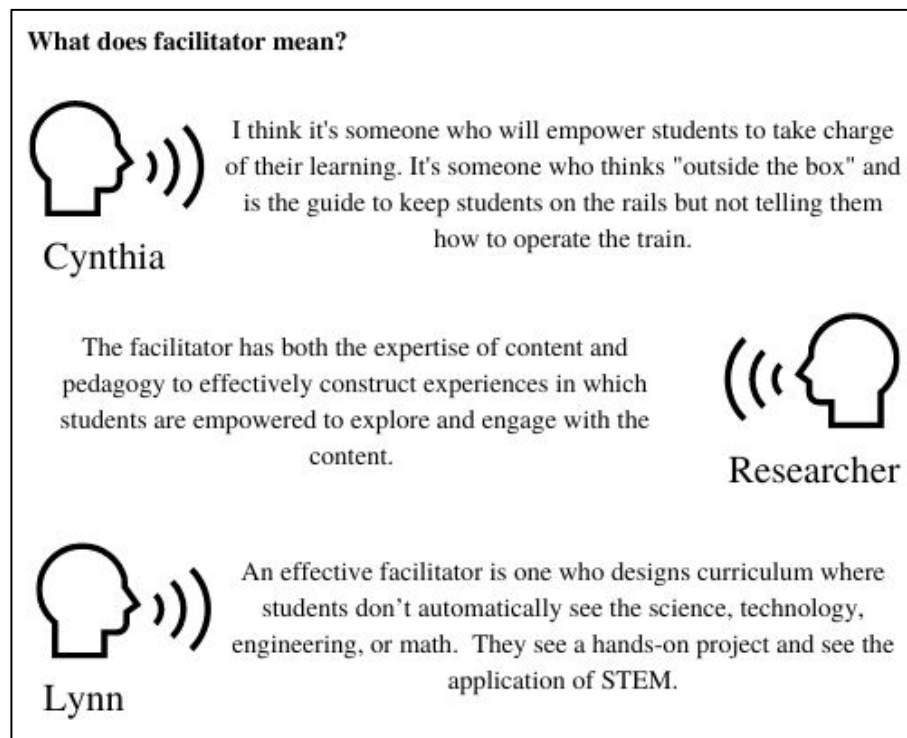 What does facilitator mean?
I think it's someone who will empower students to take charge
of their learning. It's someone who thinks "outside the box" and
is the guide to keep students on the rails but not telling them
how to operate the train.
Cynthia
The facilitator has both the expertise of content and
pedagogy to effectively construct experiences in which
students are empowered to explore and engage with the
content.
Researcher
An effective facilitator is one who designs curriculum where
students don’t automatically see the science, technology,
engineering, or math.  They see a hands-on project and see the
application of STEM.
Lynn